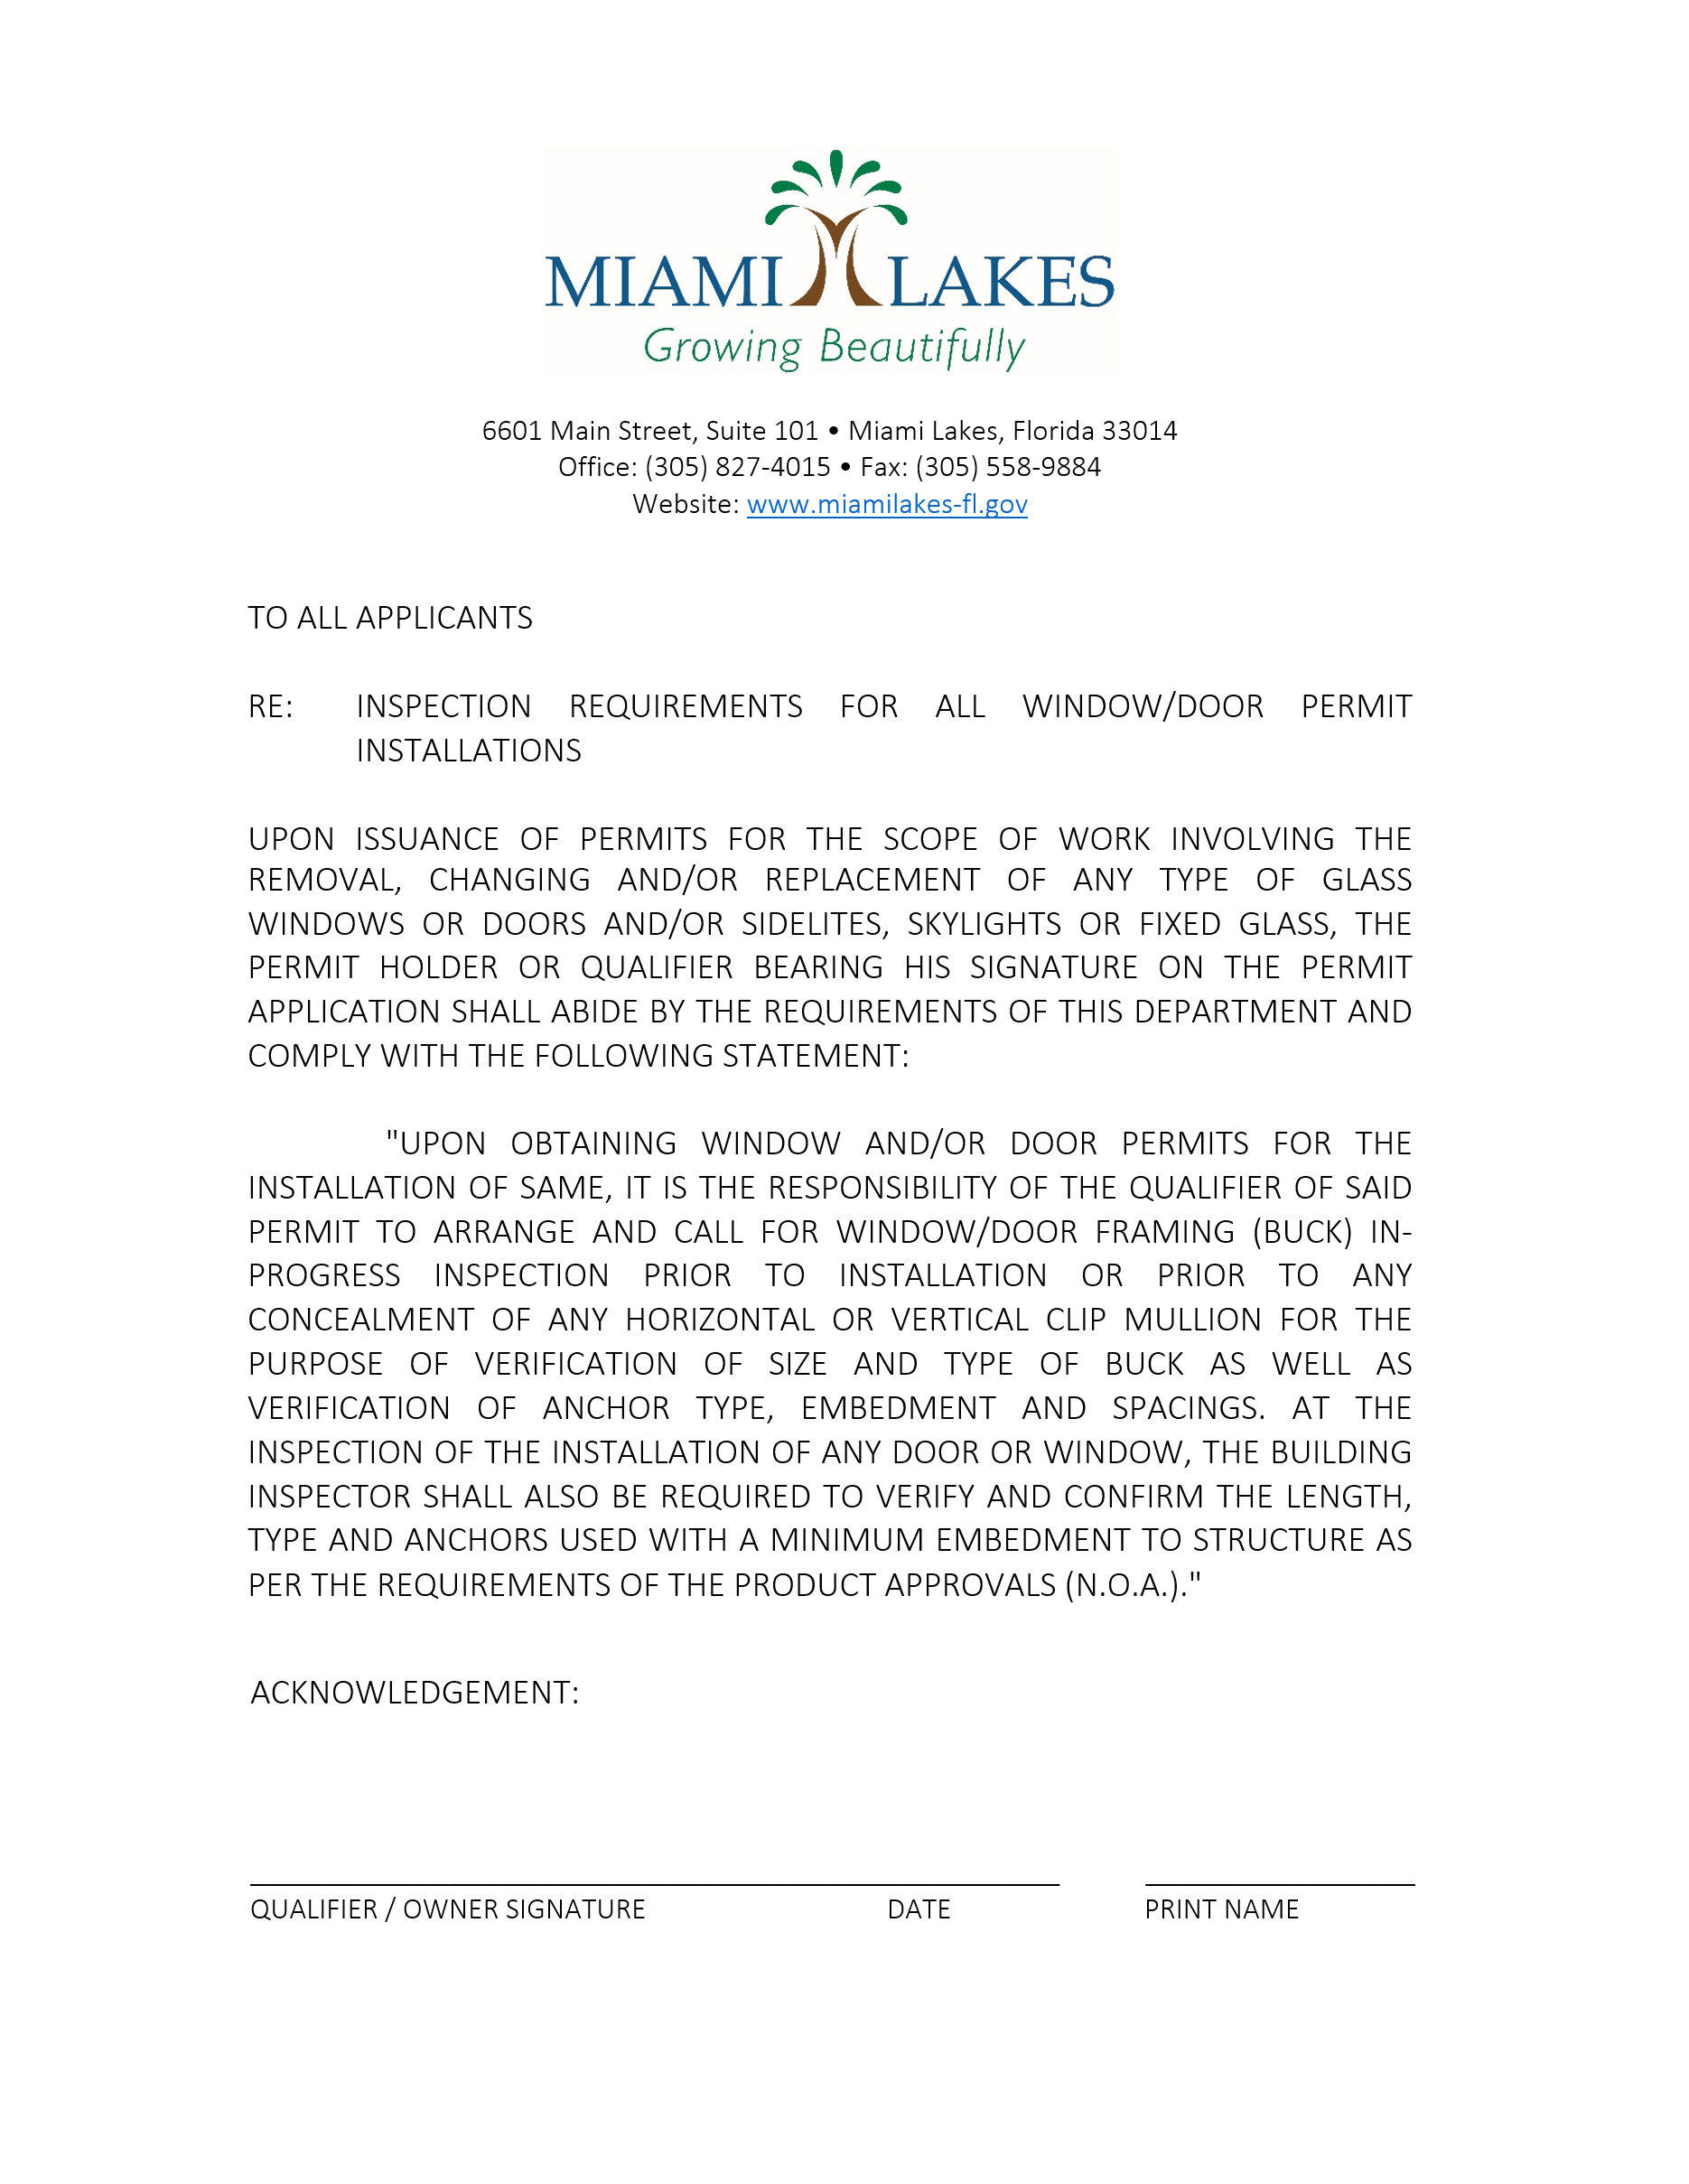 MIAMI LAKES
Growing Beautifully
6601 Main Street, Suite 101 • Miami Lakes, Florida 33014
Office: (305) 827-4015 • Fax: (305) 558-9884
Website: www.miamilakes-fl.gov
TO ALL APPLICANTS
RE: INSPECTION REQUIREMENTS FOR ALL WINDOW/DOOR PERMIT
INSTALLATIONS
UPON ISSUANCE OF PERMITS FOR THE SCOPE OF WORK INVOLVING THE
REMOVAL, CHANGING AND/OR REPLACEMENT OF ANY TYPE OF GLASS
WINDOWS OR DOORS AND/OR SIDELITES, SKYLIGHTS OR FIXED GLASS, THE
PERMIT HOLDER OR QUALIFIER BEARING HIS SIGNATURE ON THE PERMIT
APPLICATION SHALL ABIDE BY THE REQUIREMENTS OF THIS DEPARTMENT AND
COMPLY WITH THE FOLLOWING STATEMENT:
"UPON OBTAINING WINDOW AND/OR DOOR PERMITS FOR THE
INSTALLATION OF SAME, IT IS THE RESPONSIBILITY OF THE QUALIFIER OF SAID
PERMIT TO ARRANGE AND CALL FOR WINDOW/DOOR FRAMING (BUCK) IN-
PROGRESS INSPECTION PRIOR TO INSTALLATION OR PRIOR TO ANY
CONCEALMENT OF ANY HORIZONTAL OR VERTICAL CLIP MULLION FOR THE
PURPOSE OF VERIFICATION OF SIZE AND TYPE OF BUCK AS WELL AS
VERIFICATION OF ANCHOR TYPE, EMBEDMENT AND SPACINGS. AT THE
INSPECTION OF THE INSTALLATION OF ANY DOOR OR WINDOW, THE BUILDING
INSPECTOR SHALL ALSO BE REQUIRED TO VERIFY AND CONFIRM THE LENGTH,
TYPE AND ANCHORS USED WITH A MINIMUM EMBEDMENT TO STRUCTURE AS
PER THE REQUIREMENTS OF THE PRODUCT APPROVALS (N.O.A.)."
ACKNOWLEDGEMENT:
QUALIFIER / OWNER SIGNATURE DATE PRINT NAME